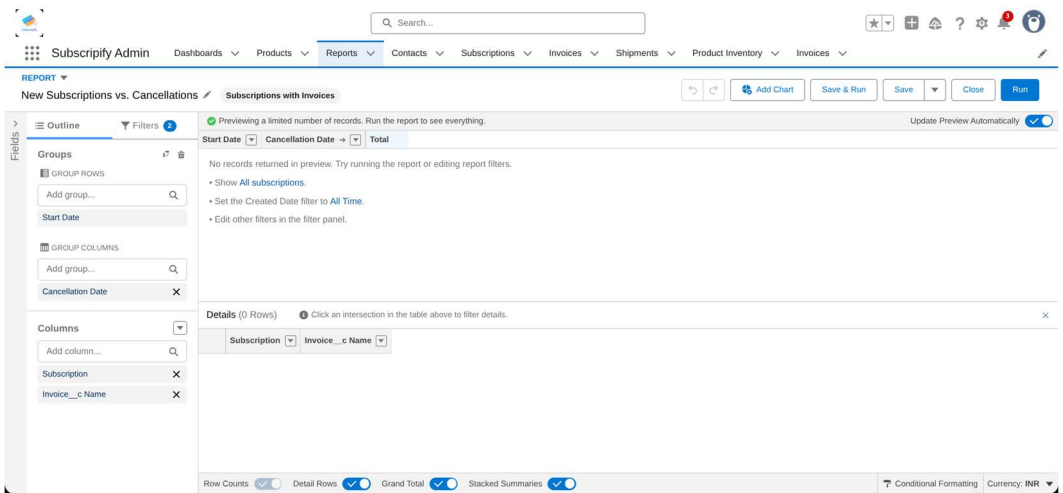 Search...
3
Subscripify Admin
Dashboards
Products
Reports
Contacts
Subscriptions
Invoices
Shipments
Product Inventory
Invoices
REPORT
New Subscriptions vs. Cancellations
Subscriptions with Invoices
Add Chart
Save & Run
Save
Close
Run
Fields
Outline
Filters 2
Previewing a limited number of records. Run the report to see everything.
Update Preview Automatically
Groups
GROUP ROWS
Add group...
Start Date
GROUP COLUMNS
Add group...
Cancellation Date
Columns
Add column...
Subscription
Invoice__c Name
Start Date
Cancellation Date
Total
No records returned in preview. Try running the report or editing report filters.
• Show All subscriptions.
• Set the Created Date filter to All Time.
• Edit other filters in the filter panel.
Details (0 Rows)
Click an intersection in the table above to filter details.
Subscription
Invoice__c Name
Row Counts
Detail Rows
Grand Total
Stacked Summaries
Conditional Formatting
Currency: INR